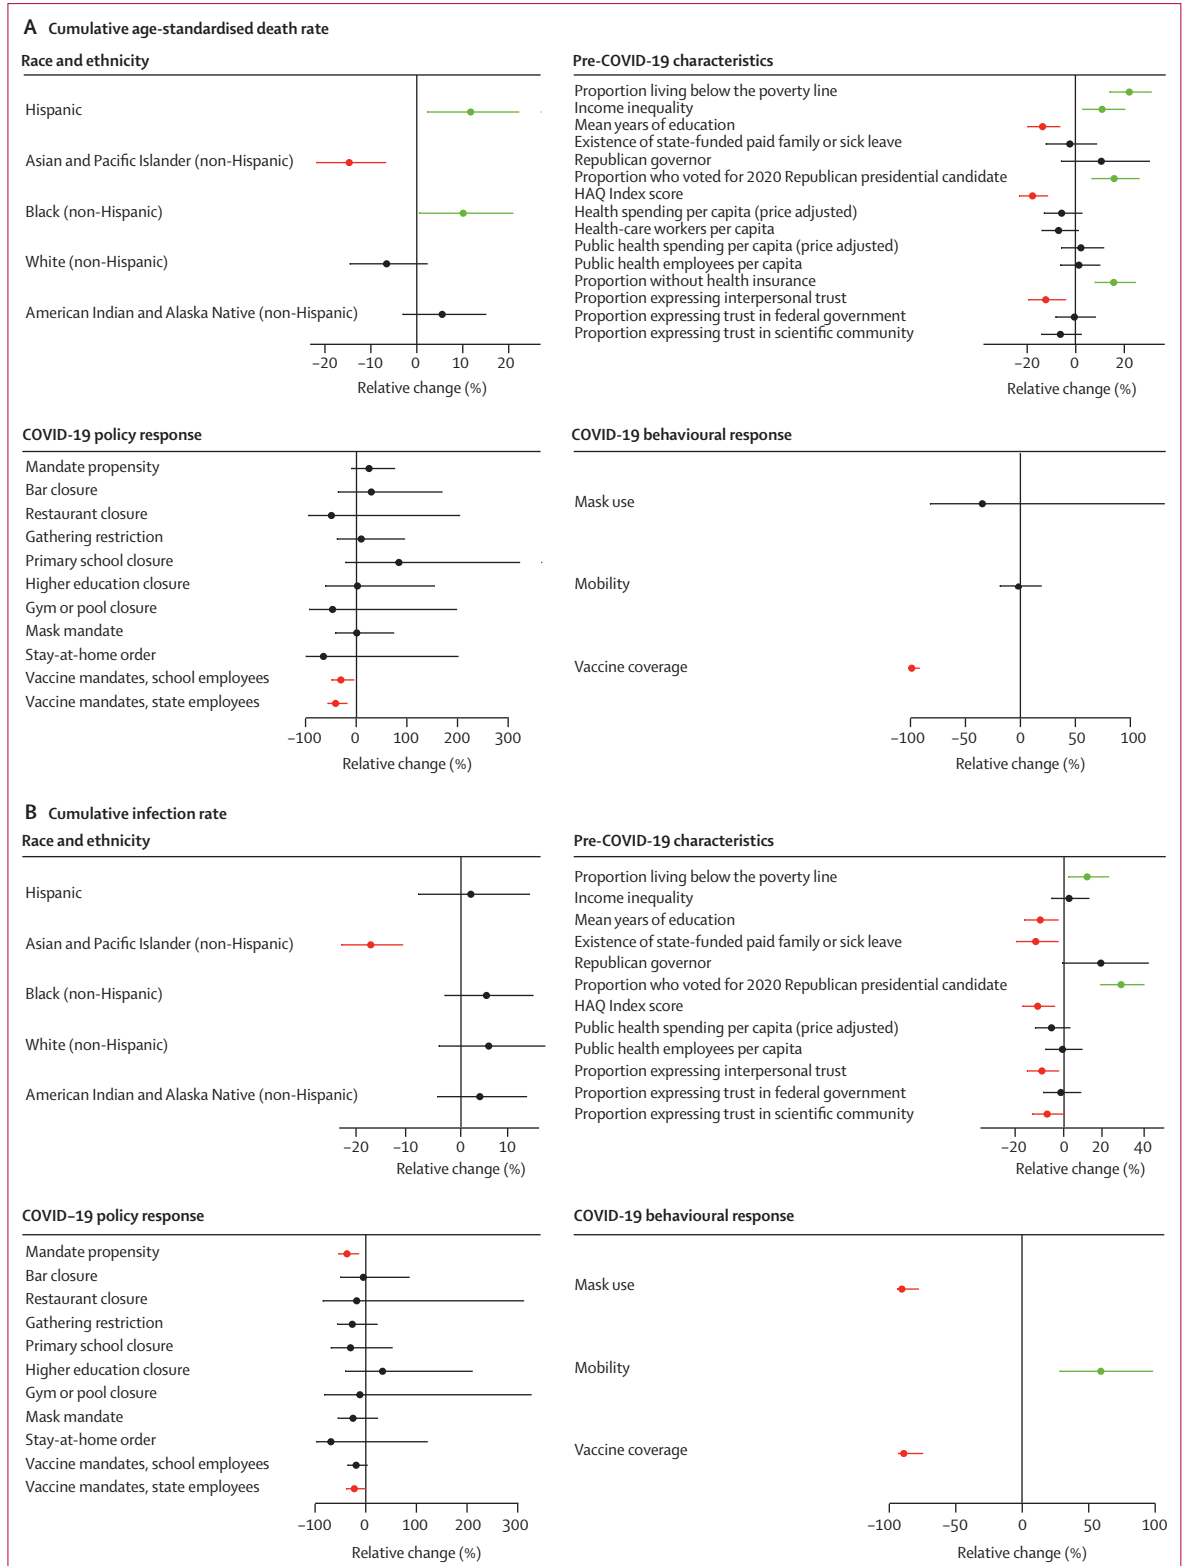 A Cumulative age-standardised death rate
Race and ethnicity
Hispanic
Asian and Pacific Islander (non-Hispanic)
Black (non-Hispanic)
White (non-Hispanic)
American Indian and Alaska Native (non-Hispanic)
−20 −10 0 10 20
Relative change (%)
Pre-COVID-19 characteristics
Proportion living below the poverty line
Income inequality
Mean years of education
Existence of state-funded paid family or sick leave
Republican governor
Proportion who voted for 2020 Republican presidential candidate
HAQ Index score
Health spending per capita (price adjusted)
Health-care workers per capita
Public health spending per capita (price adjusted)
Public health employees per capita
Proportion without health insurance
Proportion expressing interpersonal trust
Proportion expressing trust in federal government
Proportion expressing trust in scientific community
−20 0 20
Relative change (%)
COVID-19 policy response
Mandate propensity
Bar closure
Restaurant closure
Gathering restriction
Primary school closure
Higher education closure
Gym or pool closure
Mask mandate
Stay-at-home order
Vaccine mandates, school employees
Vaccine mandates, state employees
−100 0 100 200 300
Relative change (%)
COVID-19 behavioural response
Mask use
Mobility
Vaccine coverage
−100 −50 0 50 100
Relative change (%)
B Cumulative infection rate
Race and ethnicity
Hispanic
Asian and Pacific Islander (non-Hispanic)
Black (non-Hispanic)
White (non-Hispanic)
American Indian and Alaska Native (non-Hispanic)
−20 −10 0 10
Relative change (%)
Pre-COVID-19 characteristics
Proportion living below the poverty line
Income inequality
Mean years of education
Existence of state-funded paid family or sick leave
Republican governor
Proportion who voted for 2020 Republican presidential candidate
HAQ Index score
Public health spending per capita (price adjusted)
Public health employees per capita
Proportion expressing interpersonal trust
Proportion expressing trust in federal government
Proportion expressing trust in scientific community
−20 0 20 40
Relative change (%)
COVID–19 policy response
Mandate propensity
Bar closure
Restaurant closure
Gathering restriction
Primary school closure
Higher education closure
Gym or pool closure
Mask mandate
Stay-at-home order
Vaccine mandates, school employees
Vaccine mandates, state employees
−100 0 100 200 300
Relative change (%)
COVID-19 behavioural response
Mask use
Mobility
Vaccine coverage
−100 −50 0 50 100
Relative change (%)